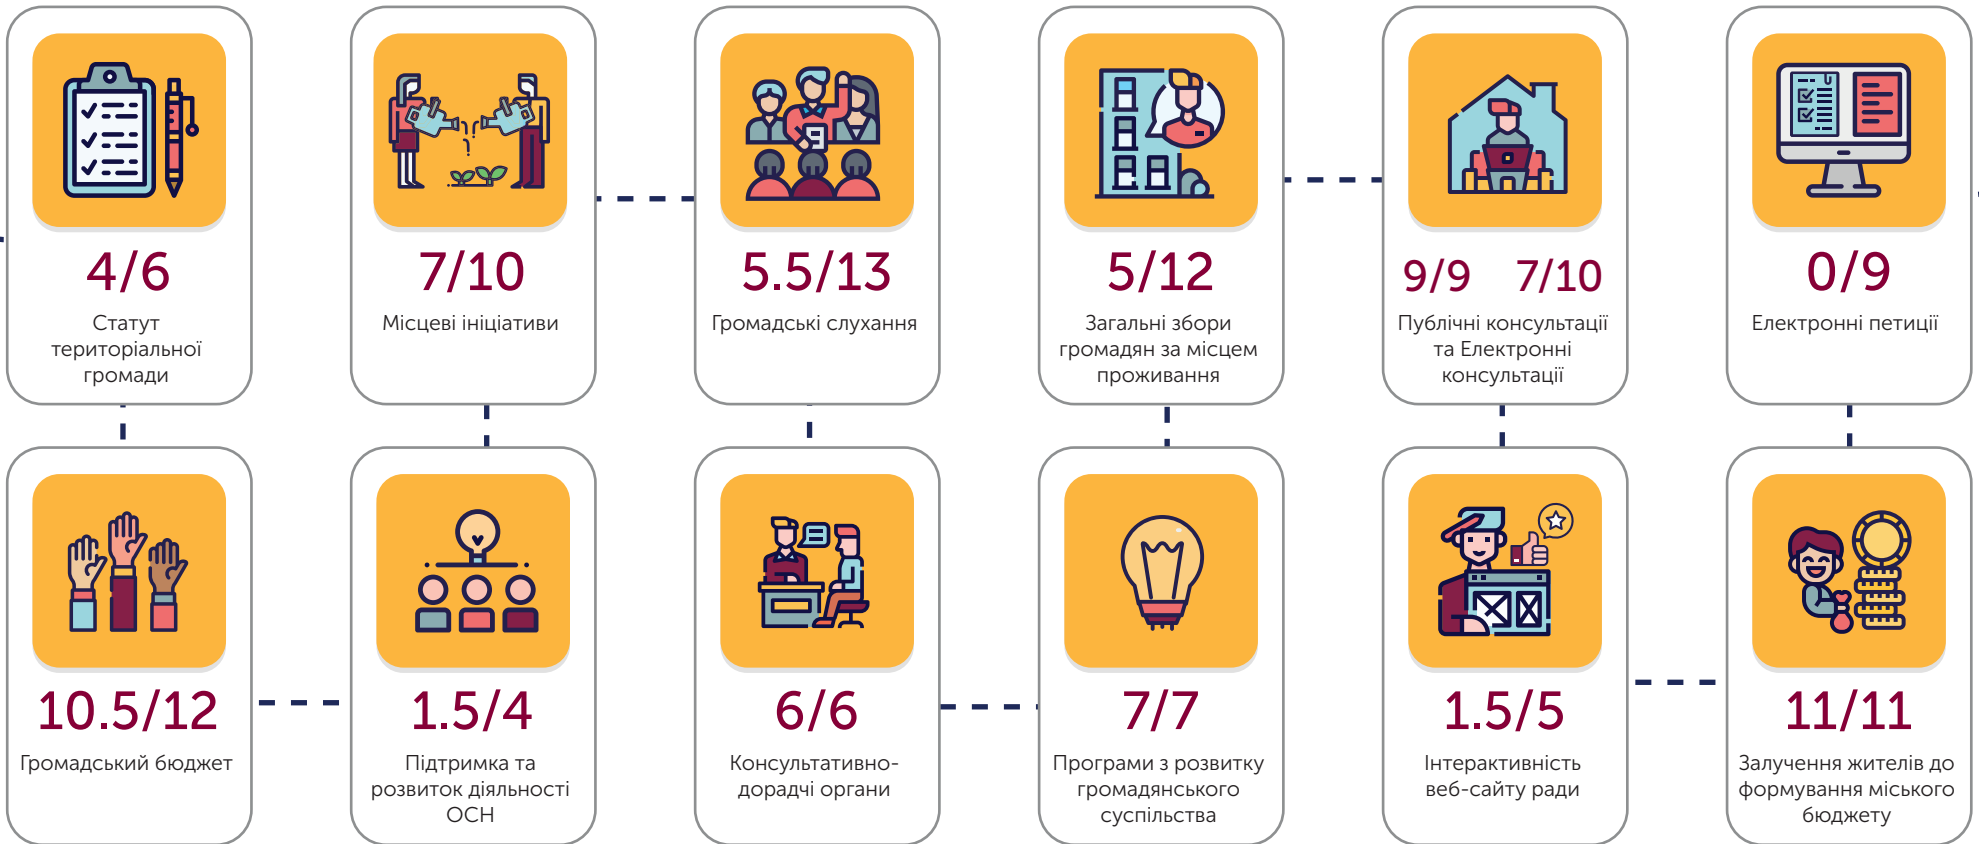 4/6
Статут
територіальної
громади
7/10
Місцеві ініціативи
5.5/13
Громадські слухання
5/12
Загальні збори
громадян за місцем
проживання
9/9 7/10
Публічні консультації
та Електронні
консультації
0/9
Електронні петиції
10.5/12
Громадський бюджет
1.5/4
Підтримка та
розвиток діяльності
ОСН
6/6
Консультативно-
дорадчі органи
7/7
Програми з розвитку
громадянського
суспільства
1.5/5
Інтерактивність
веб-сайту ради
11/11
Залучення жителів до
формування міського
бюджету